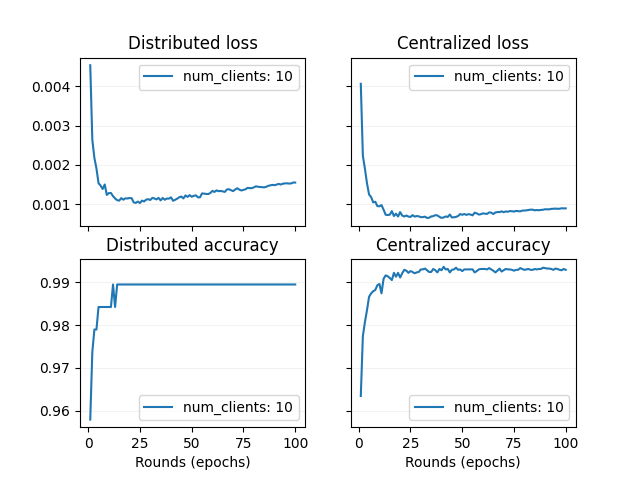 Distributed loss
Centralized loss
num_clients: 10
num_clients: 10
0.004
0.003
0.002
0.001
Distributed accuracy
Centralized accuracy
0.99
0.98
0.97
0.96
num_clients: 10
num_clients: 10
0 25 50 75 100
0 25 50 75 100
Rounds (epochs)
Rounds (epochs)